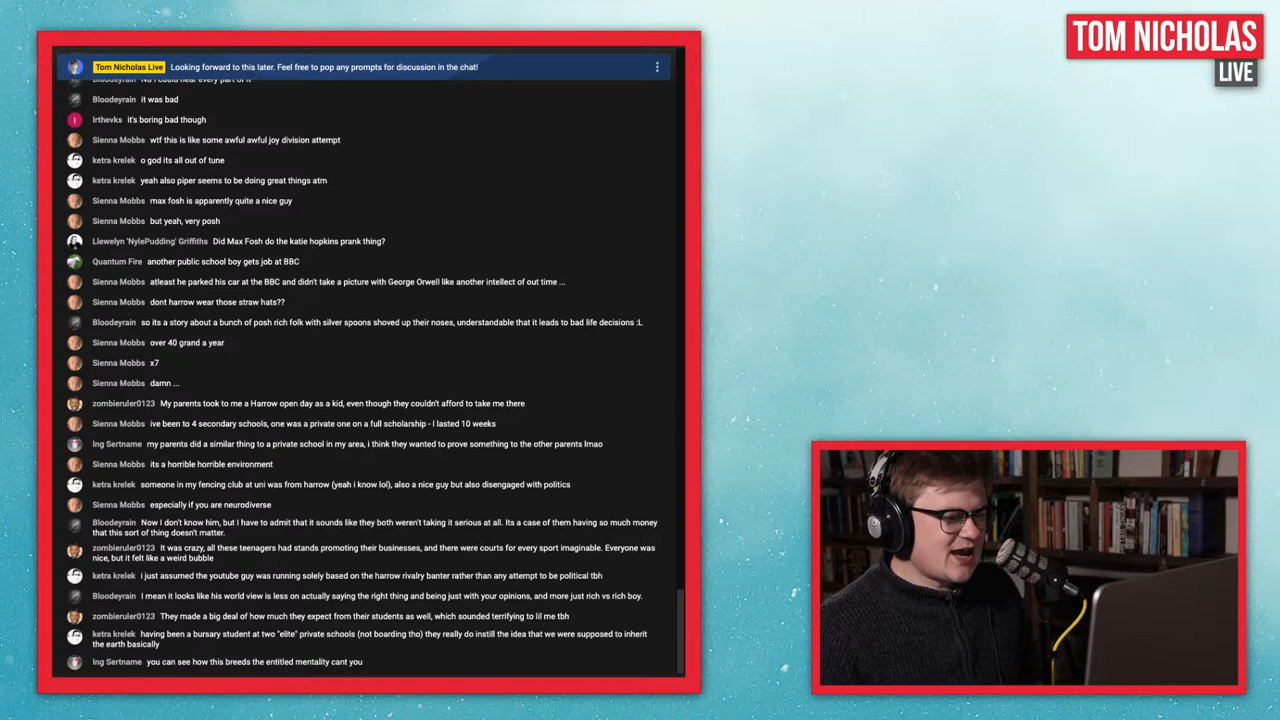 TOM NICHOLAS
LIVE
Tom Nicholas Live Looking forward to this later. Feel free to pop any prompts for discussion in the chat!
Bloodeyrain No I could hear every part of it
Bloodeyrain it was bad
Irthevks it's boring bad though
Sienna Mobbs wtf this is like some awful awful joy division attempt
ketra krelek o god its all out of tune
ketra krelek yeah also piper seems to be doing great things atm
Sienna Mobbs max fosh is apparently quite a nice guy
Sienna Mobbs but yeah, very posh
Llewelyn 'NylePudding' Griffiths Did Max Fosh do the katie hopkins prank thing?
Quantum Fire another public school boy gets job at BBC
Sienna Mobbs atleast he parked his car at the BBC and didn't take a picture with George Orwell like another intellect of out time ...
Sienna Mobbs dont harrow wear those straw hats??
Bloodeyrain so its a story about a bunch of posh rich folk with silver spoons shoved up their noses, understandable that it leads to bad life decisions :L
Sienna Mobbs over 40 grand a year
Sienna Mobbs x7
Sienna Mobbs damn ...
zombieruler0123 My parents took to me a Harrow open day as a kid, even though they couldn't afford to take me there
Sienna Mobbs ive been to 4 secondary schools, one was a private one on a full scholarship - I lasted 10 weeks
Ing Sertname my parents did a similar thing to a private school in my area, i think they wanted to prove something to the other parents lmao
Sienna Mobbs its a horrible horrible environment
ketra krelek someone in my fencing club at uni was from harrow (yeah i know lol), also a nice guy but also disengaged with politics
Sienna Mobbs especially if you are neurodiverse
Bloodeyrain Now I don't know him, but I have to admit that it sounds like they both weren't taking it serious at all. Its a case of them having so much money
that this sort of thing doesn't matter.
zombieruler0123 It was crazy, all these teenagers had stands promoting their businesses, and there were courts for every sport imaginable. Everyone was
nice, but it felt like a weird bubble
ketra krelek i just assumed the youtube guy was running solely based on the harrow rivalry banter rather than any attempt to be political tbh
Bloodeyrain I mean it looks like his world view is less on actually saying the right thing and being just with your opinions, and more just rich vs rich boy.
zombieruler0123 They made a big deal of how much they expect from their students as well, which sounded terrifying to lil me tbh
ketra krelek having been a bursary student at two "elite" private schools (not boarding tho) they really do instill the idea that we were supposed to inherit
the earth basically
Ing Sertname you can see how this breeds the entitled mentality cant you